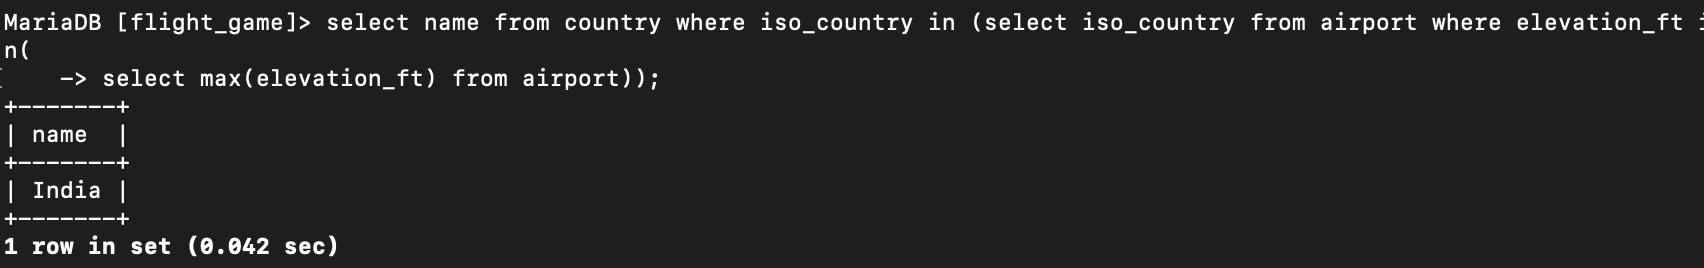 MariaDB [flight_game]> select name from country where iso_country in (select iso_country from airport where elevation_ft i
n(
    -> select max(elevation_ft) from airport));
+-------+
| name  |
+-------+
| India |
+-------+
1 row in set (0.042 sec)